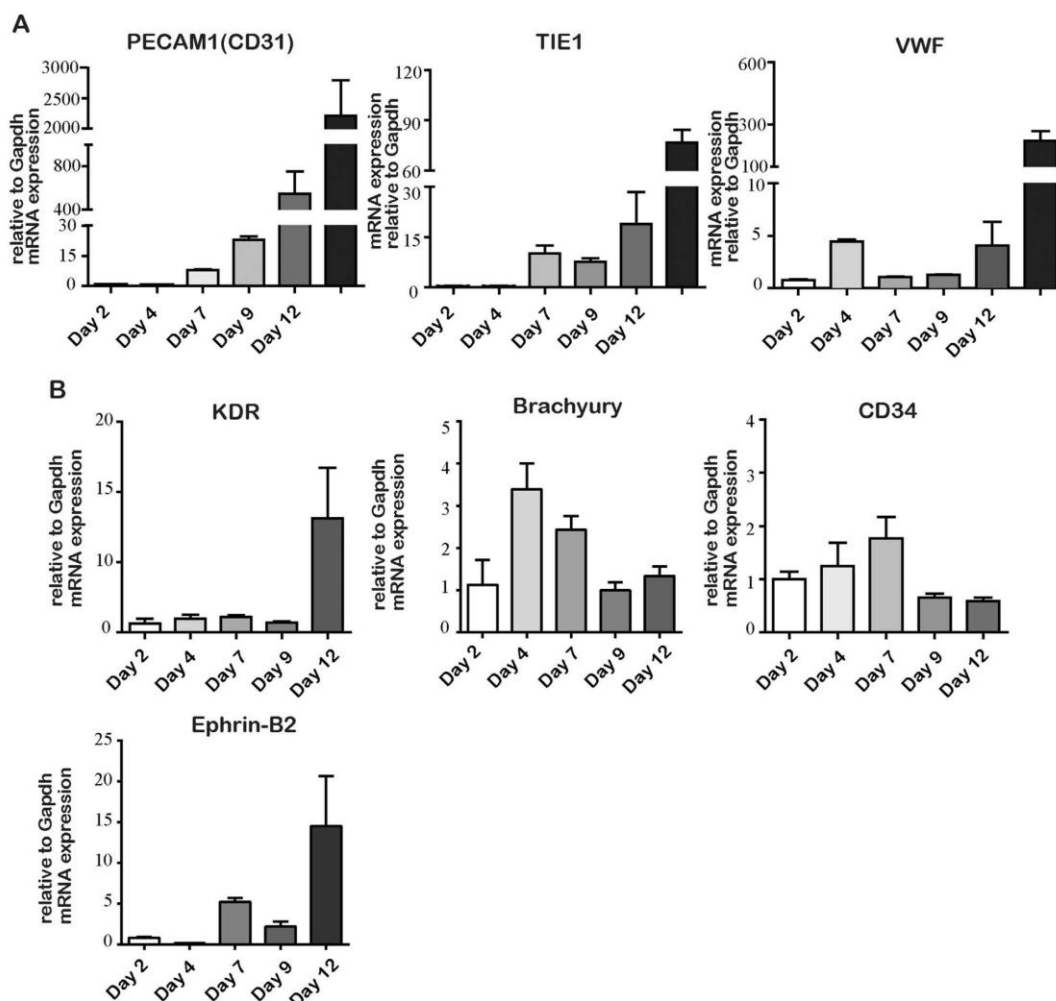 A
PECAM1(CD31)
relative to Gapdh
mRNA expression
3000
2500
2000
800
400
30
15
0
Day 2
Day 4
Day 7
Day 9
Day 12
TIE1
mRNA expression
relative to Gapdh
120
90
60
30
15
0
Day 2
Day 4
Day 7
Day 9
Day 12
VWF
mRNA expression
relative to Gapdh
600
300
100
10
5
0
Day 2
Day 4
Day 7
Day 9
Day 12
B
KDR
relative to Gapdh
mRNA expression
20
15
10
0
Day 2
Day 4
Day 7
Day 9
Day 12
Brachyury
relative to Gapdh
mRNA expression
5
4
3
2
1
0
Day 2
Day 4
Day 7
Day 9
Day 12
CD34
relative to Gapdh
mRNA expression
4
3
2
1
0
Day 2
Day 4
Day 7
Day 9
Day 12
Ephrin-B2
relative to Gapdh
mRNA expression
25
20
15
10
5
0
Day 2
Day 4
Day 7
Day 9
Day 12